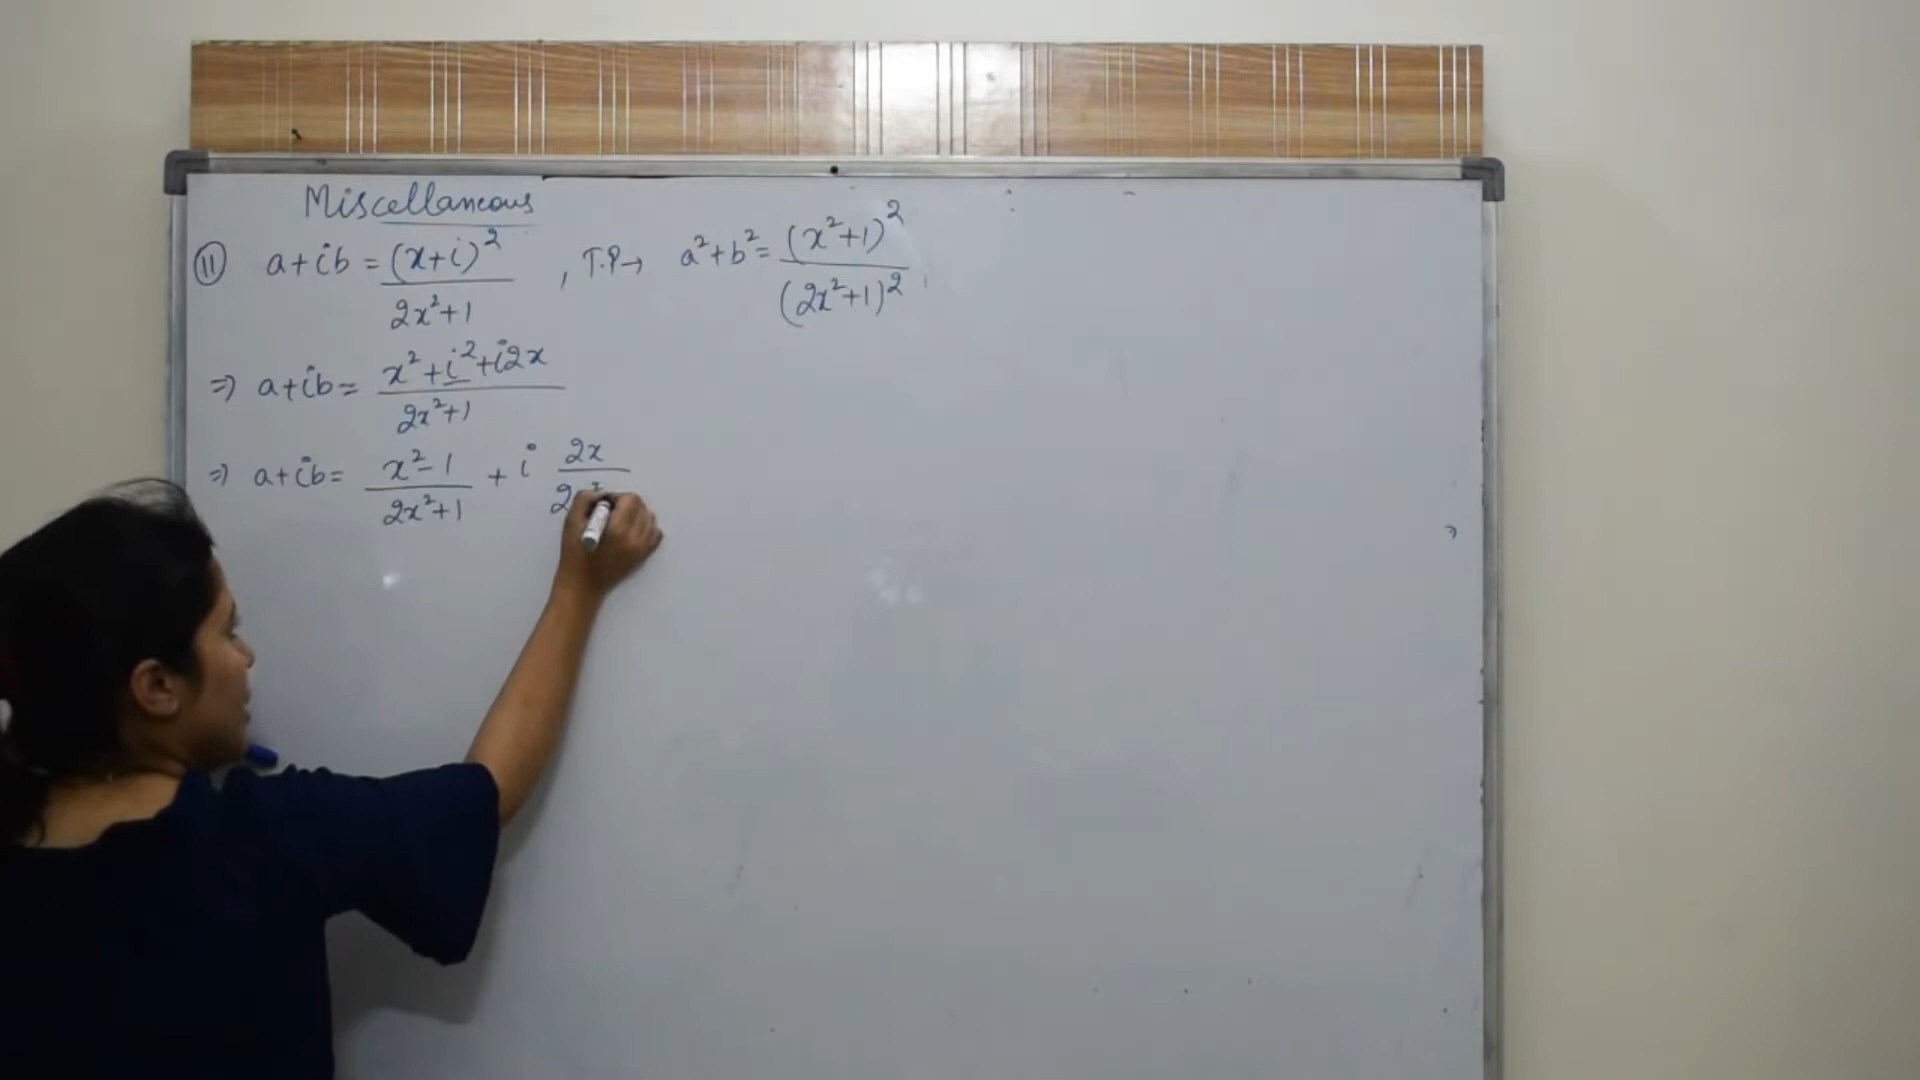 Miscellaneous
(11) a+ib = (x+i)²/2x²+1 , T.P→ a²+b² = (x²+1)²/(2x²+1)²
⇒ a+ib = x²+i²+i2x/2x²+1
⇒ a+ib = x²-1/2x²+1 + i 2x/2x²